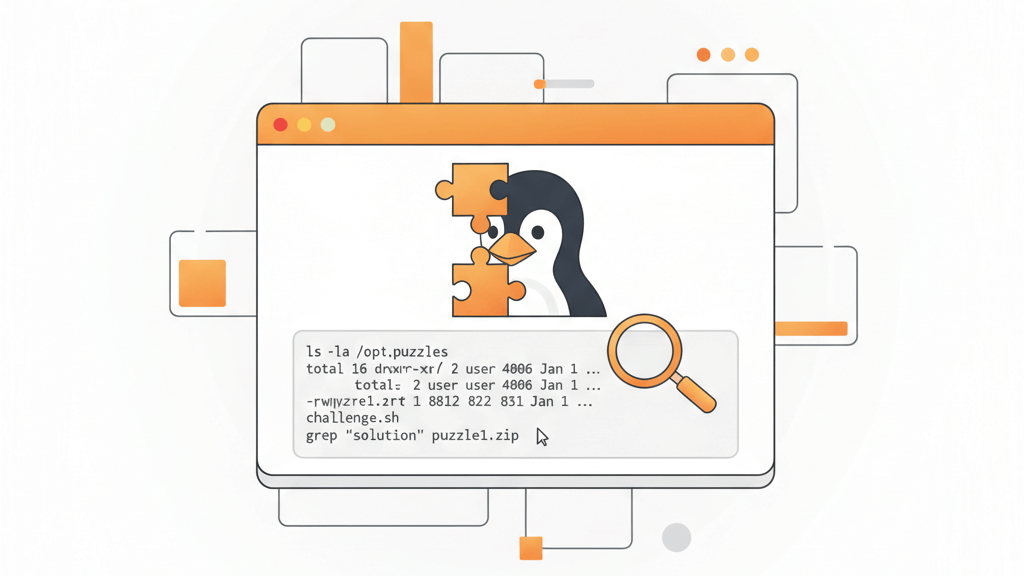 ls -la /opt.puzzles
total 16 2 user 4006 Jan 1 ...
total: 2 user user 4006 Jan 1 ...
1 8812 822 831 Jan 1 ...
challenge.sh
grep "solution" puzzle1.zip